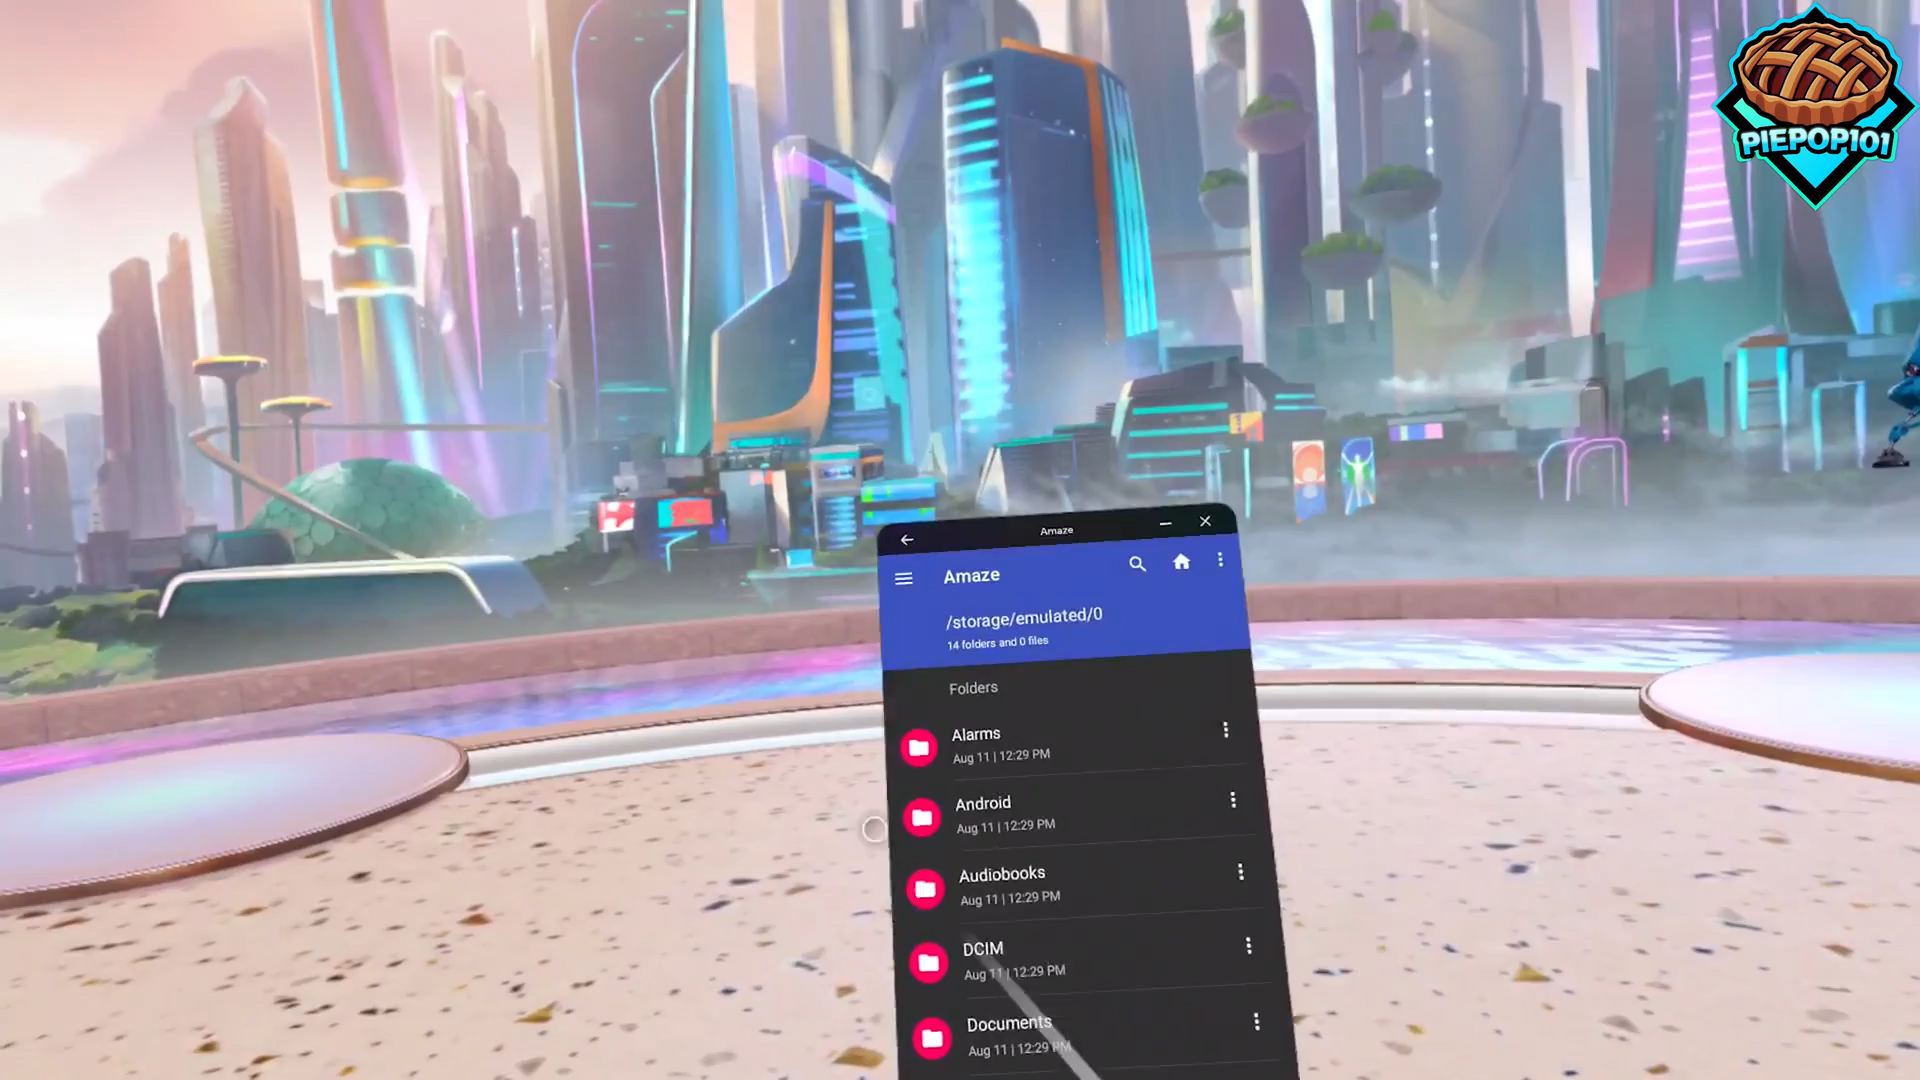 PIEPOP101
Amaze
Amaze
/storage/emulated/0
14 folders and 0 files
Folders
Alarms
Aug 11 | 12:29 PM
Android
Aug 11 | 12:29 PM
Audiobooks
Aug 11 | 12:29 PM
DCIM
Aug 11 | 12:29 PM
Documents
Aug 11 | 12:29 PM